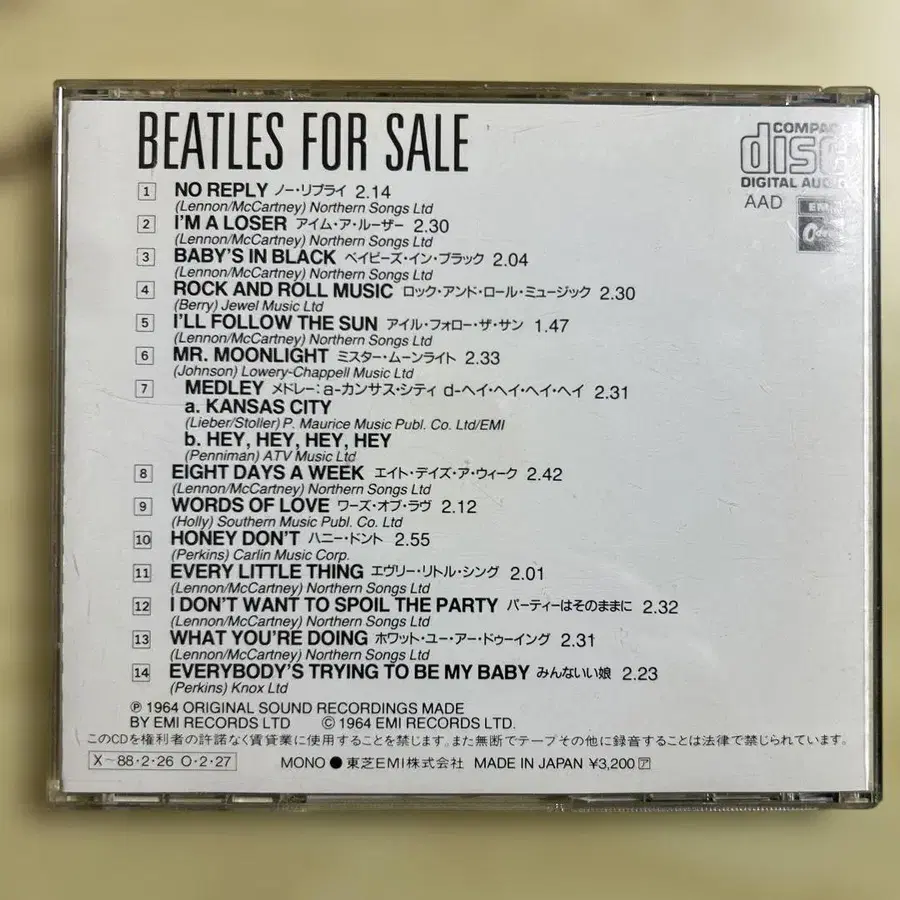 BEATLES FOR SALE
COMPACT
disc
DIGITAL AUDIO
AAD
EMI
Odeon
1 NO REPLY ノー・リプライ 2.14
(Lennon/McCartney) Northern Songs Ltd
2 I'M A LOSER アイム・ア・ルーザー 2.30
(Lennon/McCartney) Northern Songs Ltd
3 BABY'S IN BLACK ベイビーズ・イン・ブラック 2.04
(Lennon/McCartney) Northern Songs Ltd
4 ROCK AND ROLL MUSIC ロック・アンド・ロール・ミュージック 2.30
(Berry) Jewel Music Ltd
5 I'LL FOLLOW THE SUN アイル・フォロー・ザ・サン 1.47
(Lennon/McCartney) Northern Songs Ltd
6 MR. MOONLIGHT ミスター・ムーンライト 2.33
(Johnson) Lowery-Chappell Music Ltd
7 MEDLEY メドレー:a-カンサス・シティ d-ヘイ・ヘイ・ヘイ・ヘイ 2.31
a. KANSAS CITY
(Lieber/Stoller) P. Maurice Music Publ. Co. Ltd/EMI
b. HEY, HEY, HEY, HEY
(Penniman) ATV Music Ltd
8 EIGHT DAYS A WEEK エイト・デイズ・ア・ウィーク 2.42
(Lennon/McCartney) Northern Songs Ltd
9 WORDS OF LOVE ワーズ・オブ・ラヴ 2.12
(Holly) Southern Music Publ. Co. Ltd
10 HONEY DON'T ハニー・ドント 2.55
(Perkins) Carlin Music Corp.
11 EVERY LITTLE THING エヴリー・リトル・シング 2.01
(Lennon/McCartney) Northern Songs Ltd
12 I DON'T WANT TO SPOIL THE PARTY パーティーはそのままに 2.32
(Lennon/McCartney) Northern Songs Ltd
13 WHAT YOU'RE DOING ホワット・ユー・アー・ドゥーイング 2.31
(Lennon/McCartney) Northern Songs Ltd
14 EVERYBODY'S TRYING TO BE MY BABY みんないい娘 2.23
(Perkins) Knox Ltd
℗ 1964 ORIGINAL SOUND RECORDINGS MADE
BY EMI RECORDS LTD © 1964 EMI RECORDS LTD.
このCDを権利者の許諾なく賃貸業に使用することを禁じます。また無断でテープその他に録音することは法律で禁じられています。
X~88・2・26 O・2・27 MONO ● 東芝EMI株式会社 MADE IN JAPAN ¥3,200 ア